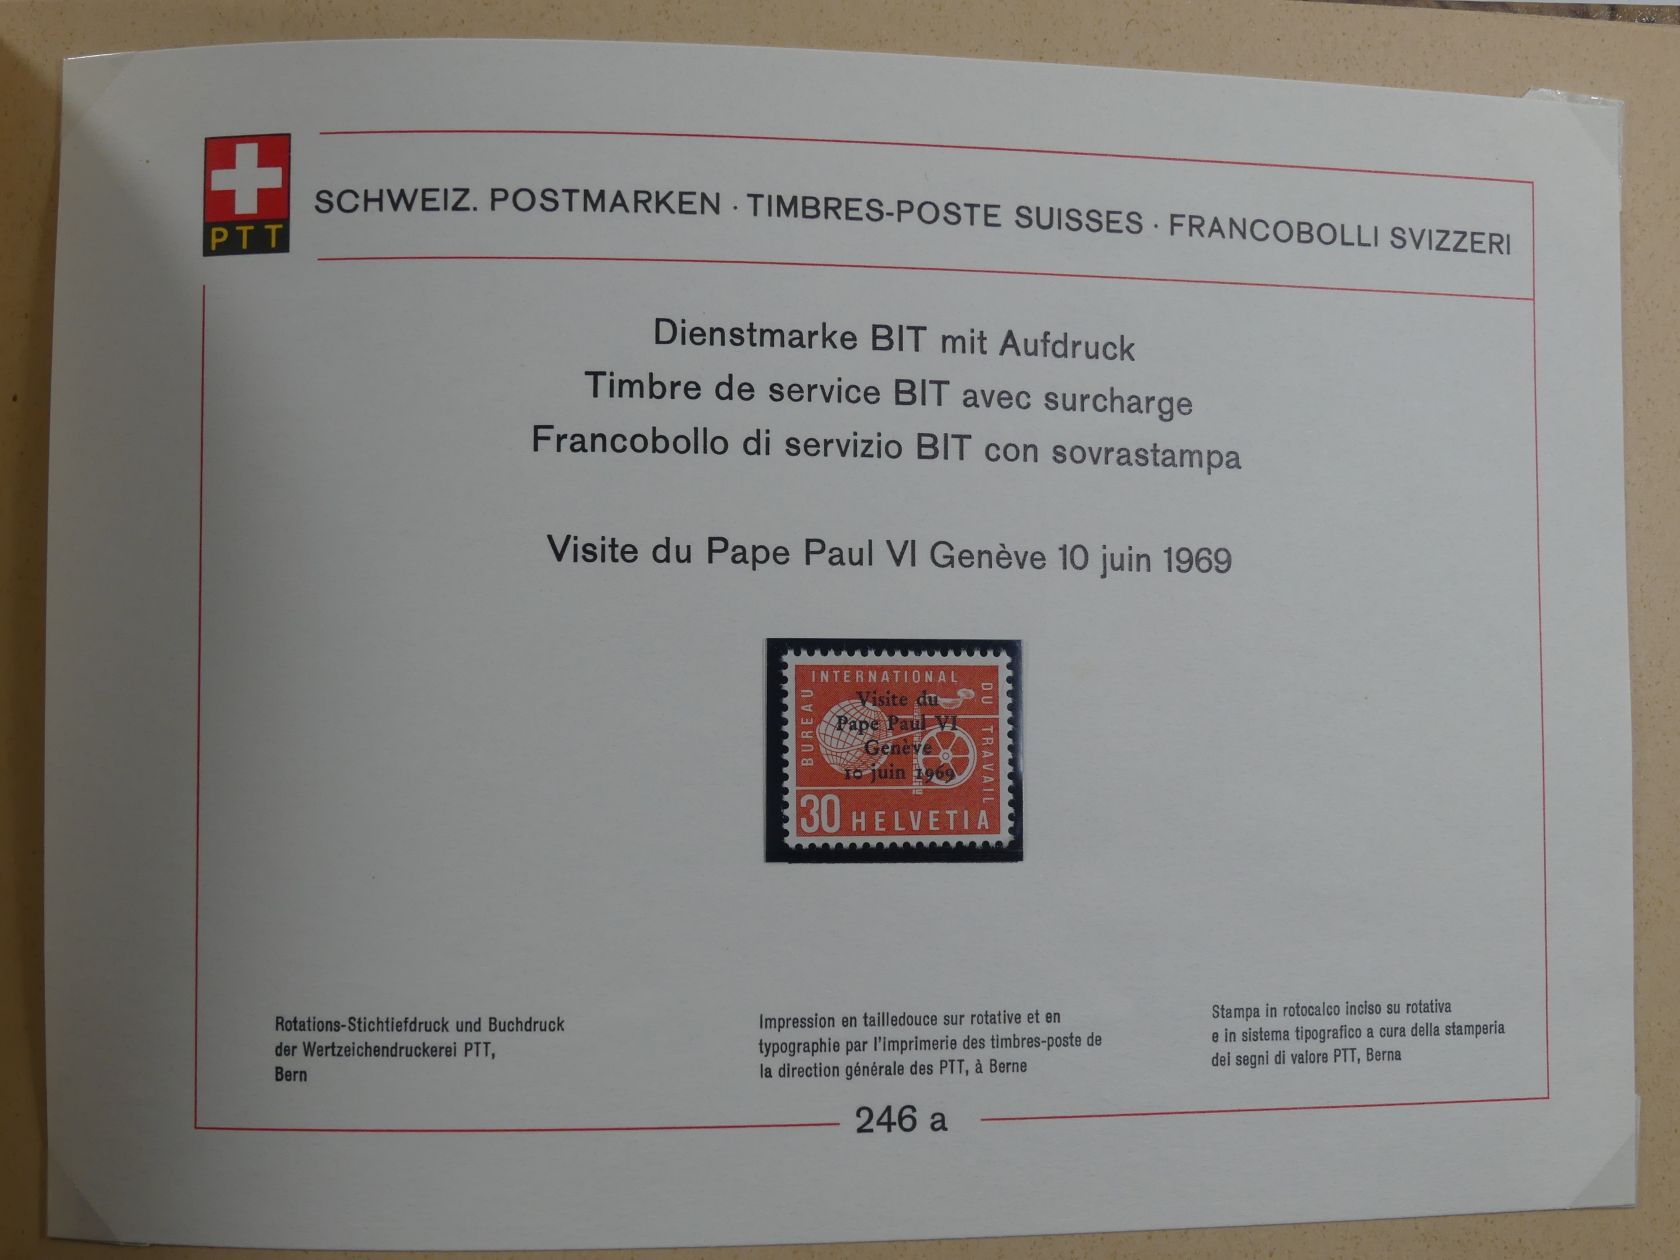 PTT
SCHWEIZ. POSTMARKEN · TIMBRES-POSTE SUISSES · FRANCOBOLLI SVIZZERI
Dienstmarke BIT mit Aufdruck
Timbre de service BIT avec surcharge
Francobollo di servizio BIT con sovrastampa
Visite du Pape Paul VI Genève 10 juin 1969
BUREAU
INTERNATIONAL
DU TRAVAIL
Visite du
Pape Paul VI
Genève
10 juin 1969
30 HELVETIA
Rotations-Stichtiefdruck und Buchdruck
der Wertzeichendruckerei PTT,
Bern
Impression en tailledouce sur rotative et en
typographie par l'imprimerie des timbres-poste de
la direction générale des PTT, à Berne
Stampa in rotocalco inciso su rotativa
e in sistema tipografico a cura della stamperia
dei segni di valore PTT, Berna
246 a